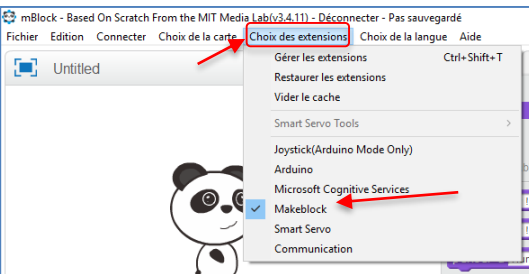 mBlock - Based On Scratch From the MIT Media Lab(v3.4.11) - Déconnecter - Pas sauvegardé
Fichier Edition Connecter Choix de la carte Choix des extensions Choix de la langue Aide
Untitled
Gérer les extensions Ctrl+Shift+T
Restaurer les extensions
Vider le cache
Smart Servo Tools >
Joystick(Arduino Mode Only)
Arduino
Microsoft Cognitive Services
✓ Makeblock
Smart Servo
Communication